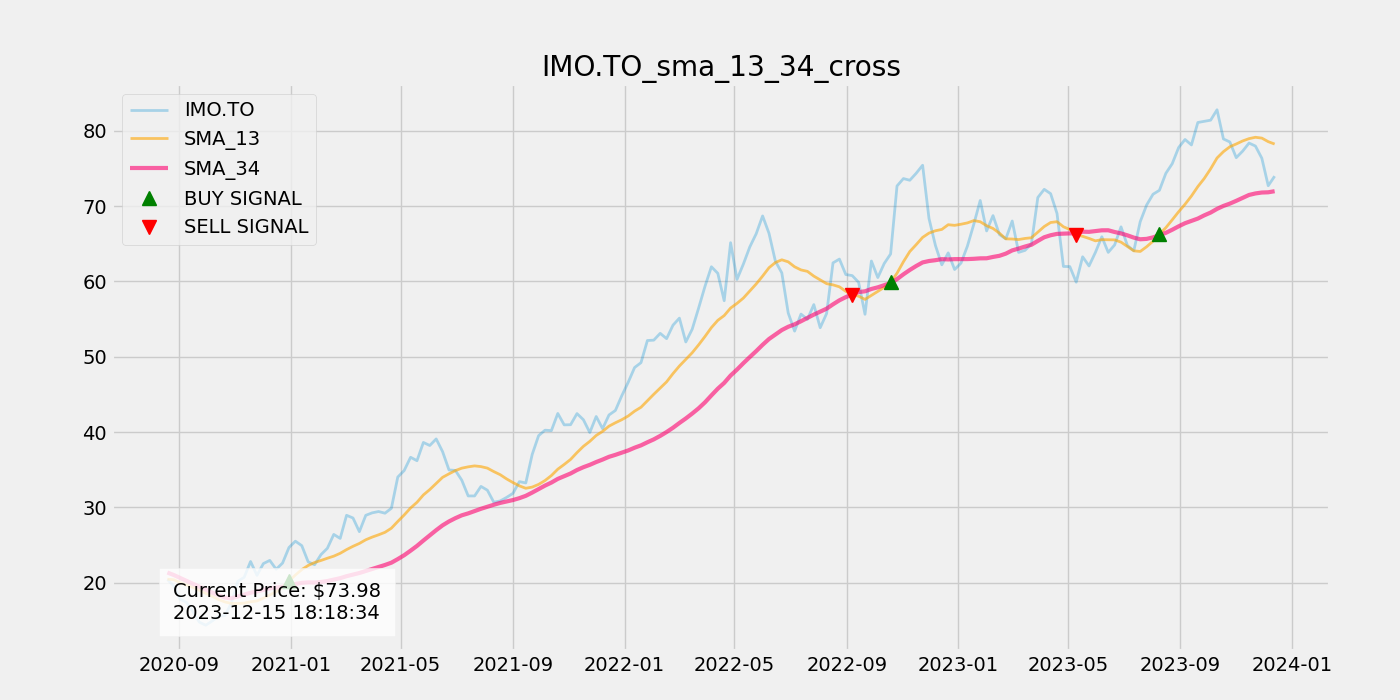 IMO.TO_sma_13_34_cross
IMO.TO
SMA_13
SMA_34
BUY SIGNAL
SELL SIGNAL
80
70
60
50
40
30
20
Current Price: $73.98
2023-12-15 18:18:34
2020-09 2021-01 2021-05 2021-09 2022-01 2022-05 2022-09 2023-01 2023-05 2023-09 2024-01